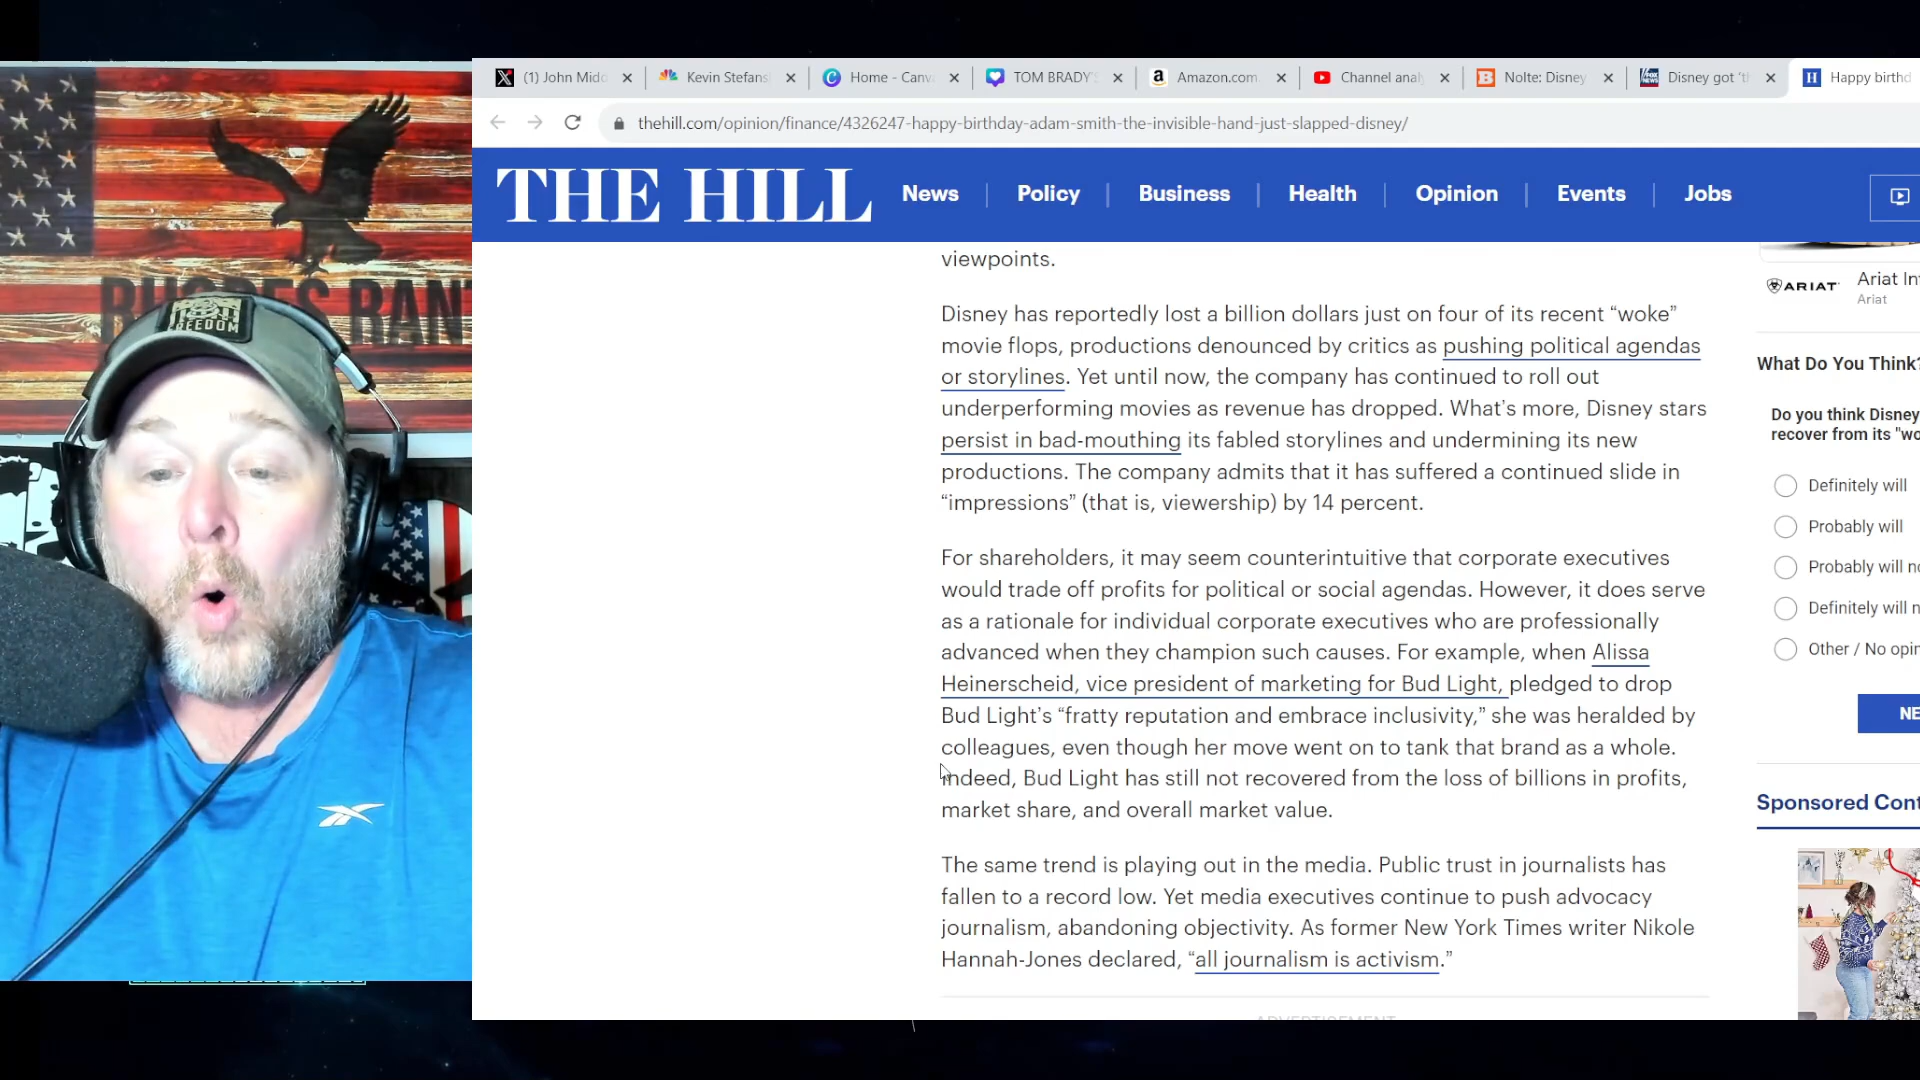 (1) John Midd
Kevin Stefans
Home - Canv
TOM BRADY'S
Amazon.com
Channel anal
Nolte: Disney
Disney got 'th
Happy birthd
thehill.com/opinion/finance/4326247-happy-birthday-adam-smith-the-invisible-hand-just-slapped-disney/
THE HILL
News
Policy
Business
Health
Opinion
Events
Jobs
RHODES RANT
FREEDOM
viewpoints.
Disney has reportedly lost a billion dollars just on four of its recent “woke”
movie flops, productions denounced by critics as pushing political agendas
or storylines. Yet until now, the company has continued to roll out
underperforming movies as revenue has dropped. What’s more, Disney stars
persist in bad-mouthing its fabled storylines and undermining its new
productions. The company admits that it has suffered a continued slide in
“impressions” (that is, viewership) by 14 percent.
For shareholders, it may seem counterintuitive that corporate executives
would trade off profits for political or social agendas. However, it does serve
as a rationale for individual corporate executives who are professionally
advanced when they champion such causes. For example, when Alissa
Heinerscheid, vice president of marketing for Bud Light, pledged to drop
Bud Light’s “fratty reputation and embrace inclusivity,” she was heralded by
colleagues, even though her move went on to tank that brand as a whole.
Indeed, Bud Light has still not recovered from the loss of billions in profits,
market share, and overall market value.
The same trend is playing out in the media. Public trust in journalists has
fallen to a record low. Yet media executives continue to push advocacy
journalism, abandoning objectivity. As former New York Times writer Nikole
Hannah-Jones declared, “all journalism is activism.”
ADVERTISEMENT
ARIAT
Ariat In
Ariat
What Do You Think?
Do you think Disney
recover from its "wo
Definitely will
Probably will
Probably will no
Definitely will n
Other / No opin
NE
Sponsored Cont